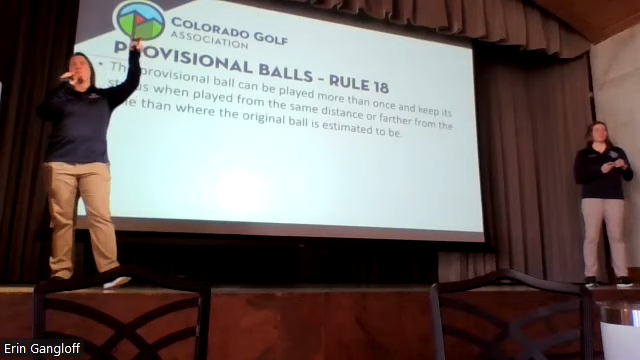 COLORADO GOLF
ASSOCIATION
PROVISIONAL BALLS - RULE 18
• The provisional ball can be played more than once and keep its
when played from the same distance or farther from the
than where the original ball is estimated to be.
Erin Gangloff